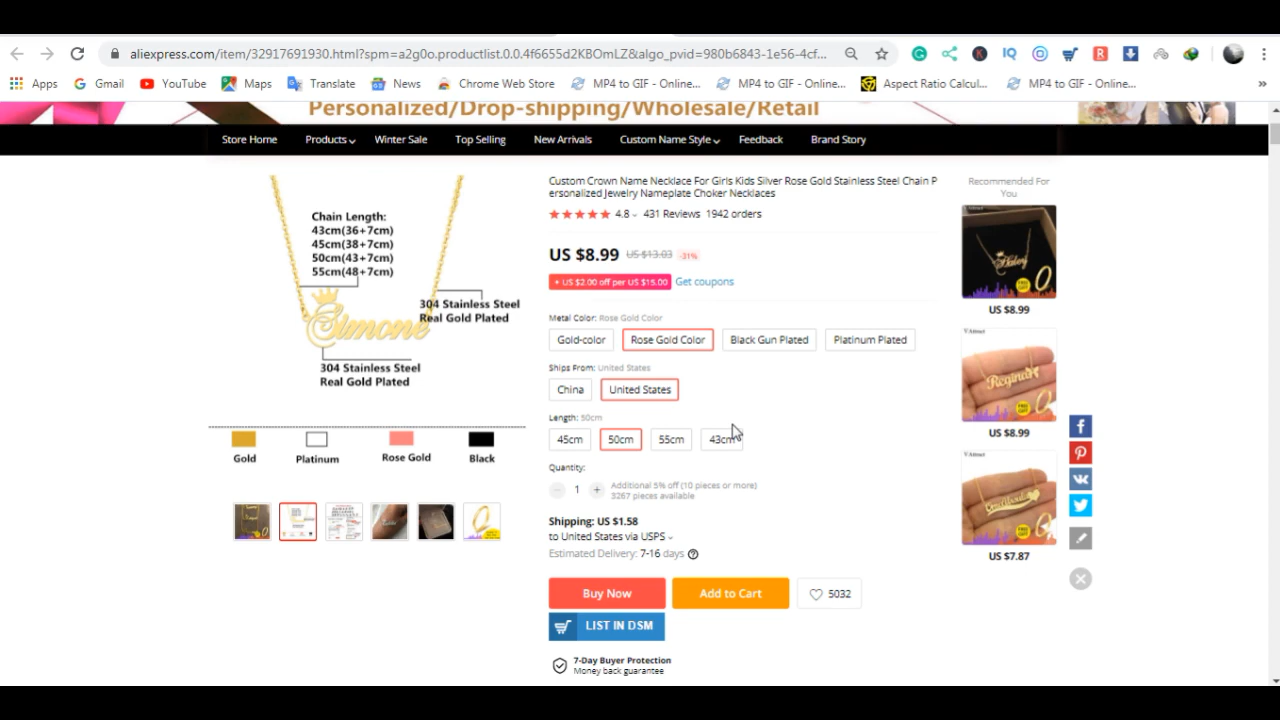 aliexpress.com/item/32917691930.html?spm=a2g0o.productlist.0.0.4f6655d2KBOmLZ&algo_pvid=980b6843-1e56-4cf...
Apps Gmail YouTube Maps Translate News Chrome Web Store MP4 to GIF - Online... MP4 to GIF - Online... Aspect Ratio Calcul... MP4 to GIF - Online... »
Personalized/Drop-shipping/Wholesale/Retail
Store Home Products Winter Sale Top Selling New Arrivals Custom Name Style Feedback Brand Story
Chain Length:
43cm(36+7cm)
45cm(38+7cm)
50cm(43+7cm)
55cm(48+7cm)
304 Stainless Steel
Real Gold Plated
Simone
304 Stainless Steel
Real Gold Plated
Gold Platinum Rose Gold Black
Custom Crown Name Necklace For Girls Kids Silver Rose Gold Stainless Steel Chain P
ersonalized Jewelry Nameplate Choker Necklaces
4.8 431 Reviews 1942 orders
US $8.99 US $13.03 -31%
+ US $2.00 off per US $15.00 Get coupons
Metal Color: Rose Gold Color
Gold-color Rose Gold Color Black Gun Plated Platinum Plated
Ships From: United States
China United States
Length: 50cm
45cm 50cm 55cm 43cm
Quantity:
1 Additional 5% off (10 pieces or more)
3267 pieces available
Shipping: US $1.58
to United States via USPS
Estimated Delivery: 7-16 days
Buy Now Add to Cart 5032
LIST IN DSM
7-Day Buyer Protection
Money back guarantee
Recommended For
You
US $8.99
Regina
US $8.99
US $7.87